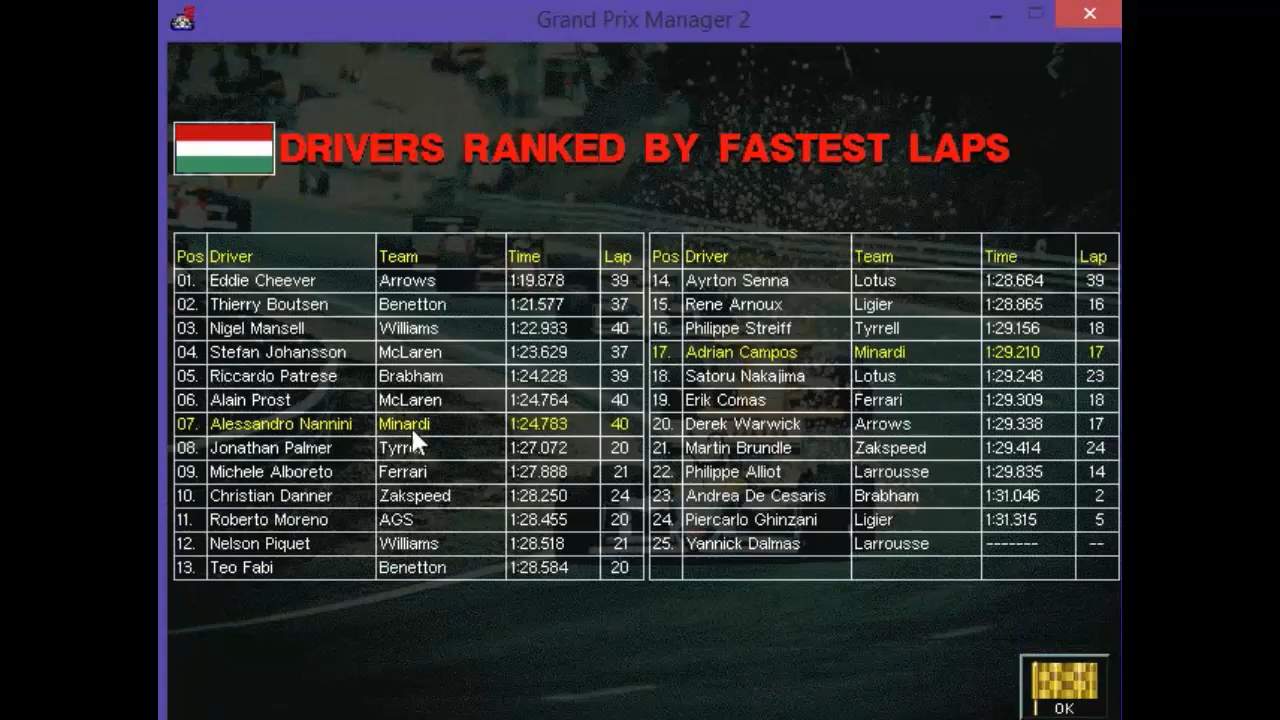 Grand Prix Manager 2
DRIVERS RANKED BY FASTEST LAPS
Pos Driver Team Time Lap
01. Eddie Cheever Arrows 1:19.878 39
02. Thierry Boutsen Benetton 1:21.577 37
03. Nigel Mansell Williams 1:22.933 40
04. Stefan Johansson McLaren 1:23.629 37
05. Riccardo Patrese Brabham 1:24.228 39
06. Alain Prost McLaren 1:24.764 40
07. Alessandro Nannini Minardi 1:24.783 40
08. Jonathan Palmer 1:27.072 20
09. Michele Alboreto Ferrari 1:27.888 21
10. Christian Danner Zakspeed 1:28.250 24
11. Roberto Moreno AGS 1:28.455 20
12. Nelson Piquet Williams 1:28.518 21
13. Teo Fabi Benetton 1:28.584 20
Pos Driver Team Time Lap
14. Ayrton Senna Lotus 1:28.664 39
15. Rene Arnoux Ligier 1:28.865 16
16. Philippe Streiff Tyrrell 1:29.156 18
17. Adrian Campos Minardi 1:29.210 17
18. Satoru Nakajima Lotus 1:29.248 23
19. Erik Comas Ferrari 1:29.309 18
20. Derek Warwick Arrows 1:29.338 17
21. Martin Brundle Zakspeed 1:29.414 24
22. Philippe Alliot Larrousse 1:29.835 14
23. Andrea De Cesaris Brabham 1:31.046 2
24. Piercarlo Ghinzani Ligier 1:31.315 5
25. Yannick Dalmas Larrousse ------- --
OK